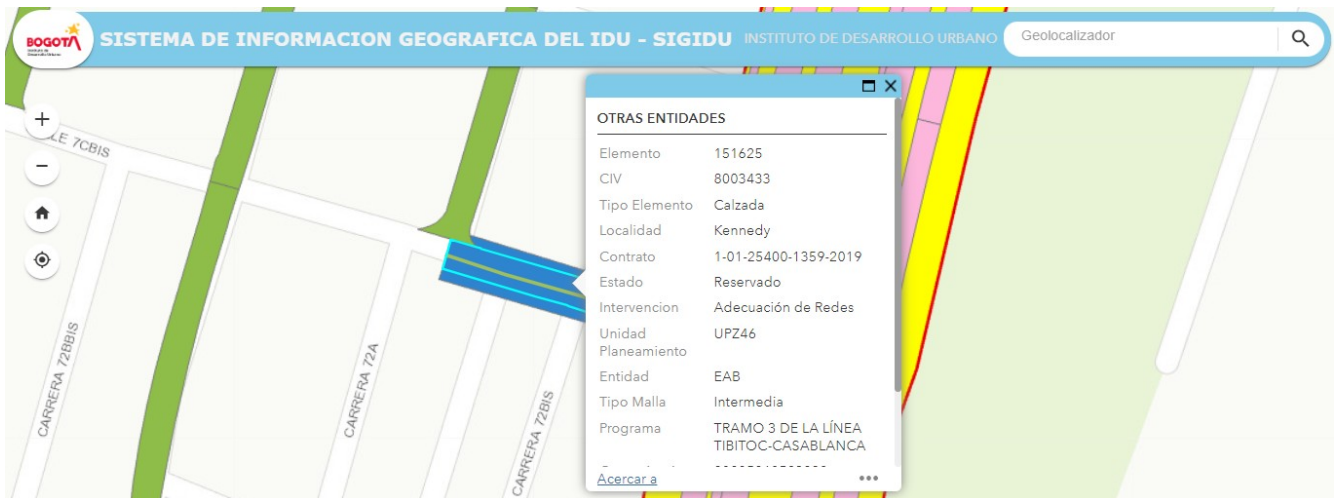 BOGOTÁ
SISTEMA DE INFORMACION GEOGRAFICA DEL IDU - SIGIDU INSTITUTO DE DESARROLLO URBANO
Geolocalizador
OTRAS ENTIDADES
Elemento 151625
CIV 8003433
Tipo Elemento Calzada
Localidad Kennedy
Contrato 1-01-25400-1359-2019
Estado Reservado
Intervencion Adecuación de Redes
Unidad UPZ46
Planeamiento
Entidad EAB
Tipo Malla Intermedia
Programa TRAMO 3 DE LA LÍNEA
TIBITOC-CASABLANCA
Acercar a
LE 7CBIS
CARRERA 72BBIS
CARRERA 72A
CARRERA 72BIS